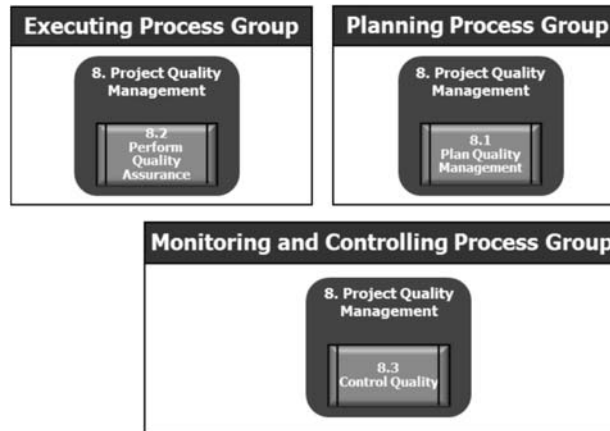 Executing Process Group
8. Project Quality
Management
8.2
Perform
Quality
Assurance
Planning Process Group
8. Project Quality
Management
8.1
Plan Quality
Management
Monitoring and Controlling Process Group
8. Project Quality
Management
8.3
Control Quality